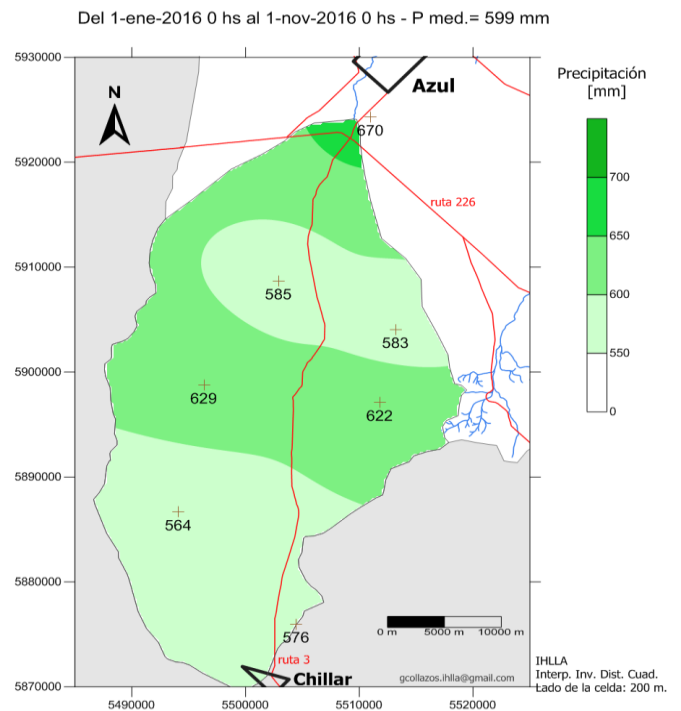 Del 1-ene-2016 0 hs al 1-nov-2016 0 hs - P med.= 599 mm
5930000
5920000
5910000
5900000
5890000
5880000
5870000
N
Azul
670
ruta 226
585
583
629
622
564
576
ruta 3
Chillar
0 m 5000 m 10000 m
gcollazos.ihlla@gmail.com
5490000 5500000 5510000 5520000
Precipitación
[mm]
700
650
600
550
0
IHLLA
Interp. Inv. Dist. Cuad.
Lado de la celda: 200 m.